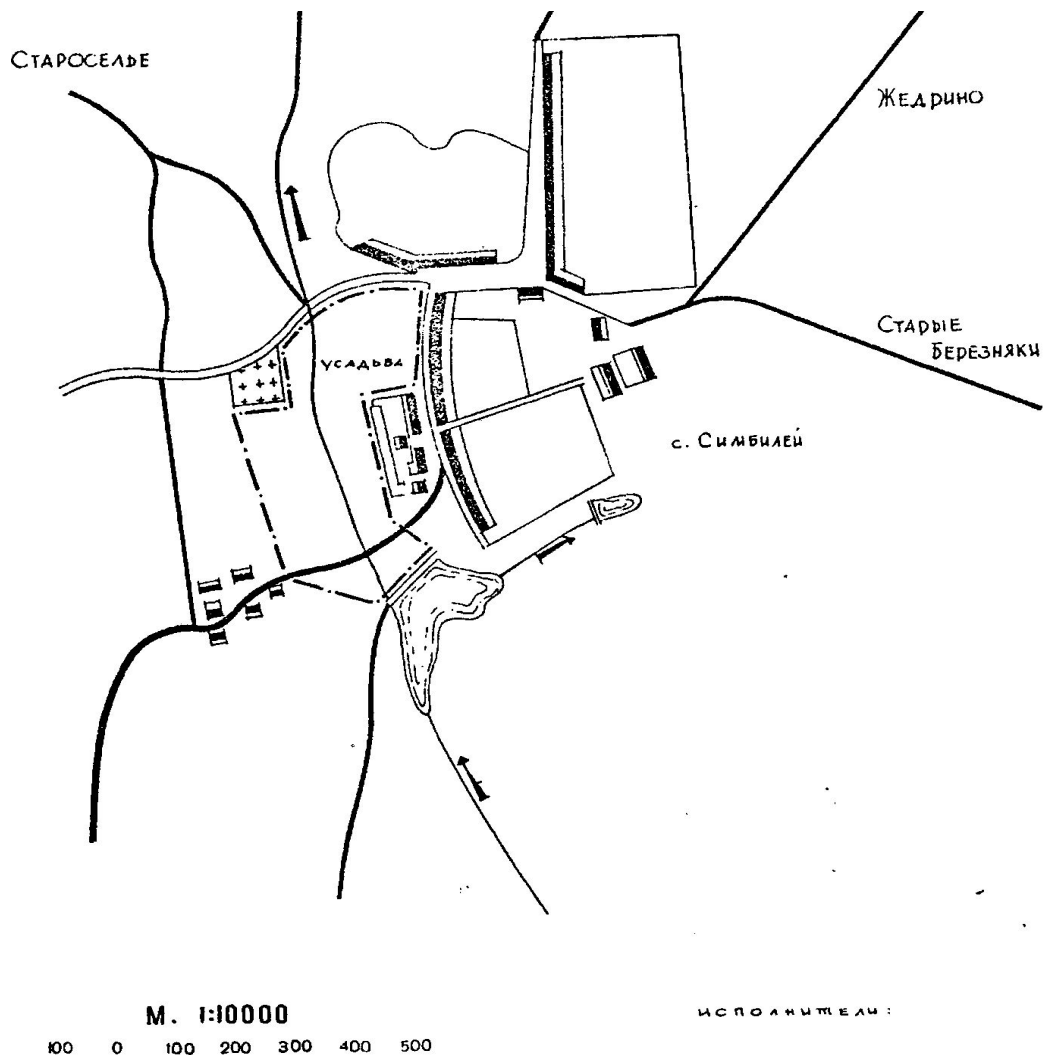 СТАРОСЕЛЬЕ
ЖЕДРИНО
СТАРЫЕ
БЕРЕЗНЯКИ
УСАДЬБА
с. СИМБИЛЕЙ
М. 1:10000
ИСПОЛНИТЕЛИ:
100 0 100 200 300 400 500